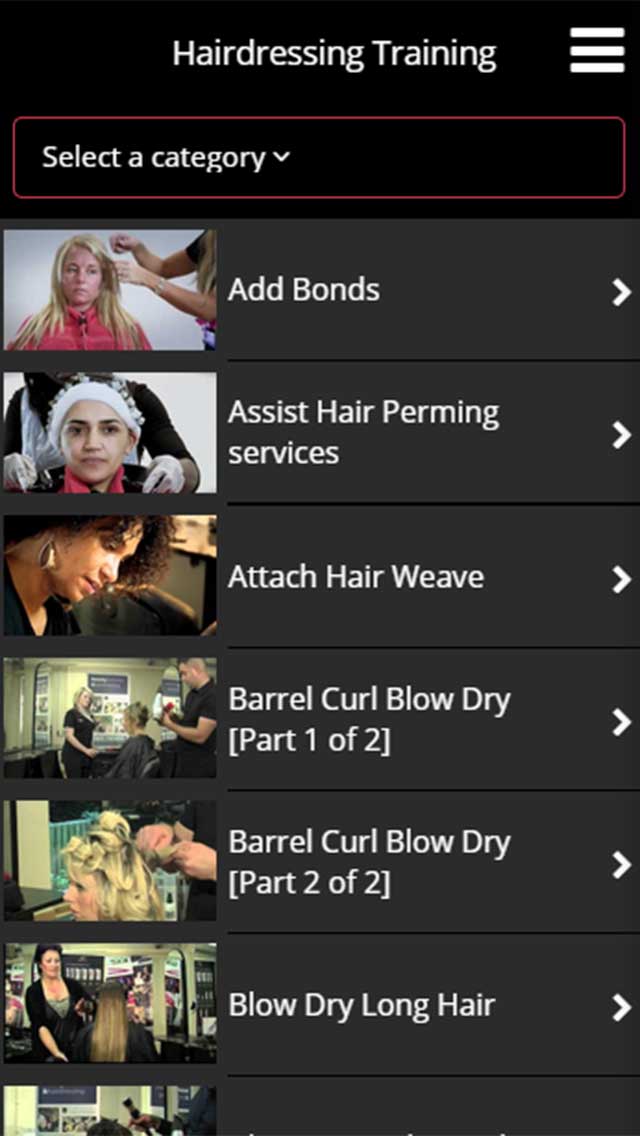 Hairdressing Training
Select a category
Add Bonds
Assist Hair Perming
services
Attach Hair Weave
Barrel Curl Blow Dry
[Part 1 of 2]
Barrel Curl Blow Dry
[Part 2 of 2]
Blow Dry Long Hair